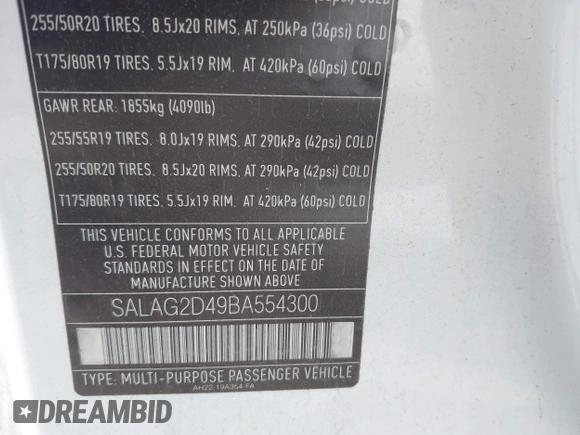 255/50R20 TIRES. 8.5Jx20 RIMS, AT 250kPa (36psi) COLD
T175/80R19 TIRES. 5.5Jx19 RIM. AT 420kPa (60psi) COLD
GAWR REAR: 1855kg (4090lb)
255/55R19 TIRES. 8.0Jx19 RIMS. AT 290kPa (42psi) COLD
255/50R20 TIRES. 8.5Jx20 RIMS, AT 290kPa (42psi) COLD
T175/80R19 TIRES. 5.5Jx19 RIM. AT 420kPa (60psi) COLD
THIS VEHICLE CONFORMS TO ALL APPLICABLE
U.S. FEDERAL MOTOR VEHICLE SAFETY
STANDARDS IN EFFECT ON THE DATE OF
MANUFACTURE SHOWN ABOVE
SALAG2D49BA554300
TYPE: MULTI-PURPOSE PASSENGER VEHICLE
AH22-19A354-FA
DREAMBID